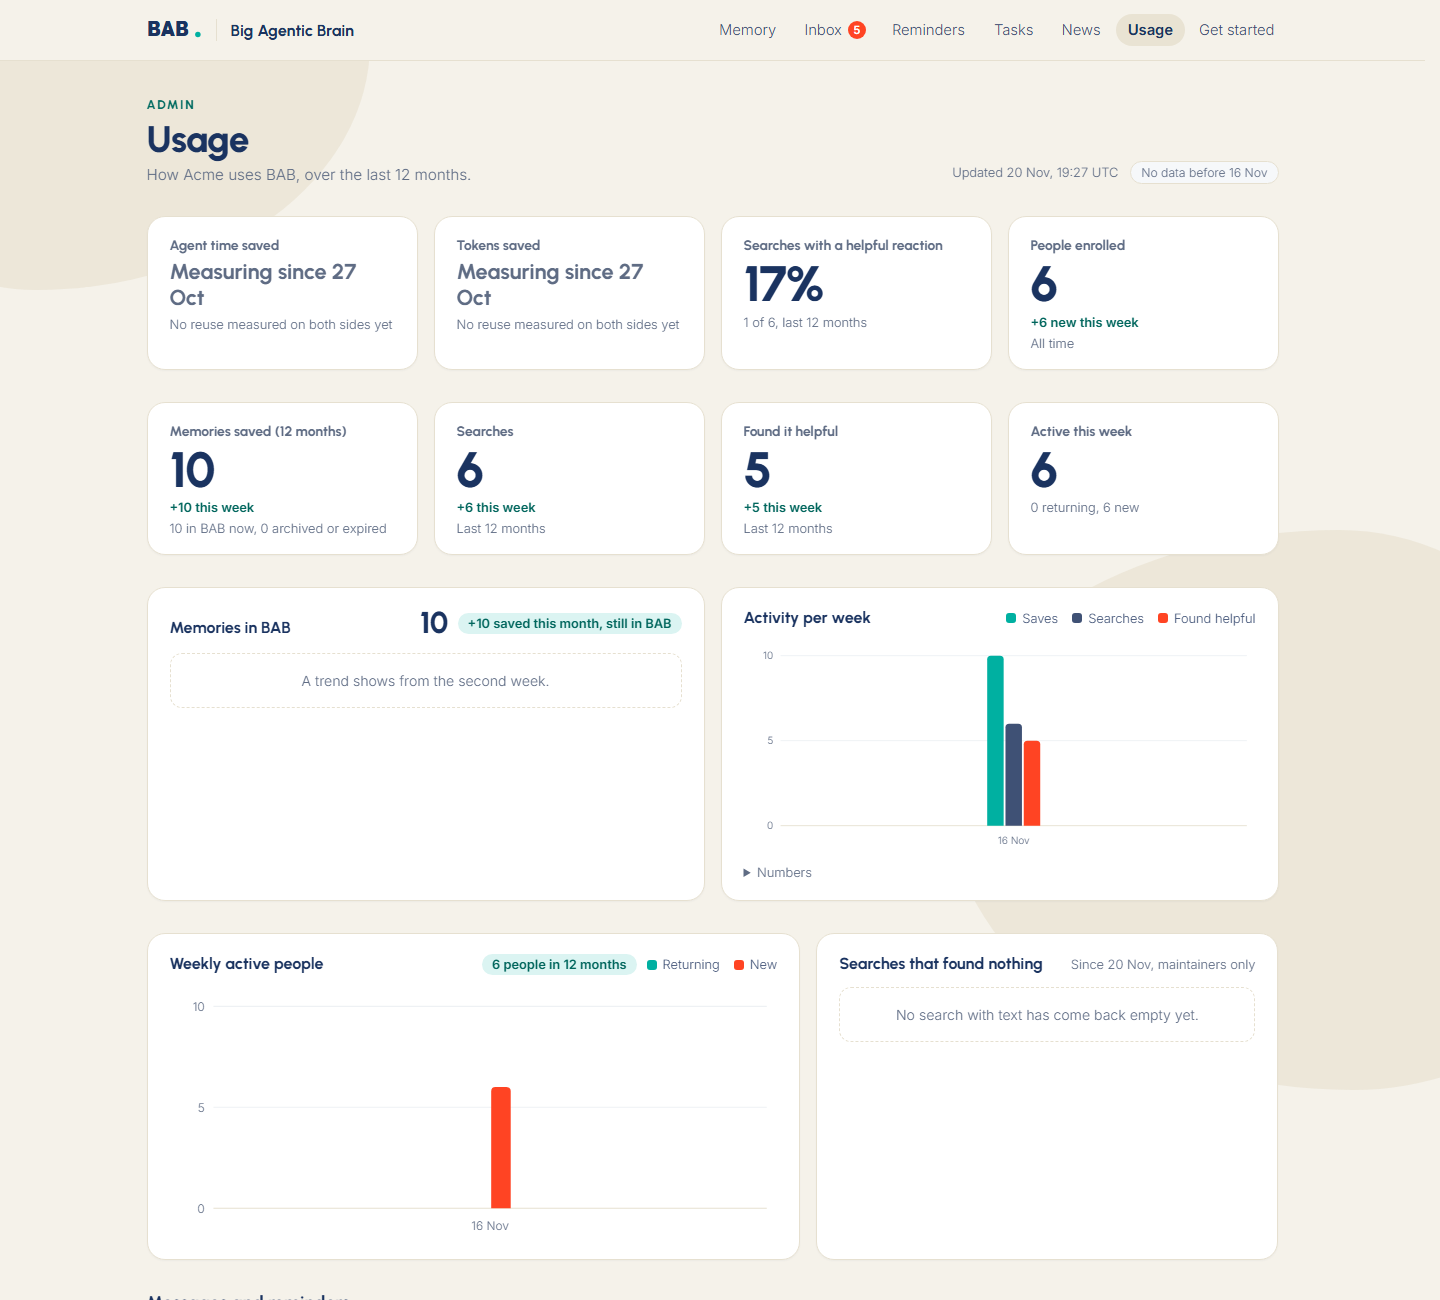 BAB. Big Agentic Brain
Memory Inbox 5 Reminders Tasks News Usage Get started
ADMIN
Usage
How Acme uses BAB, over the last 12 months.
Updated 20 Nov, 19:27 UTC No data before 16 Nov
Agent time saved
Measuring since 27
Oct
No reuse measured on both sides yet
Tokens saved
Measuring since 27
Oct
No reuse measured on both sides yet
Searches with a helpful reaction
17%
1 of 6, last 12 months
People enrolled
6
+6 new this week
All time
Memories saved (12 months)
10
+10 this week
10 in BAB now, 0 archived or expired
Searches
6
+6 this week
Last 12 months
Found it helpful
5
+5 this week
Last 12 months
Active this week
6
0 returning, 6 new
Memories in BAB 10 +10 saved this month, still in BAB
A trend shows from the second week.
Activity per week Saves Searches Found helpful
10
5
0
16 Nov
Numbers
Weekly active people 6 people in 12 months Returning New
10
5
0
16 Nov
Searches that found nothing Since 20 Nov, maintainers only
No search with text has come back empty yet.